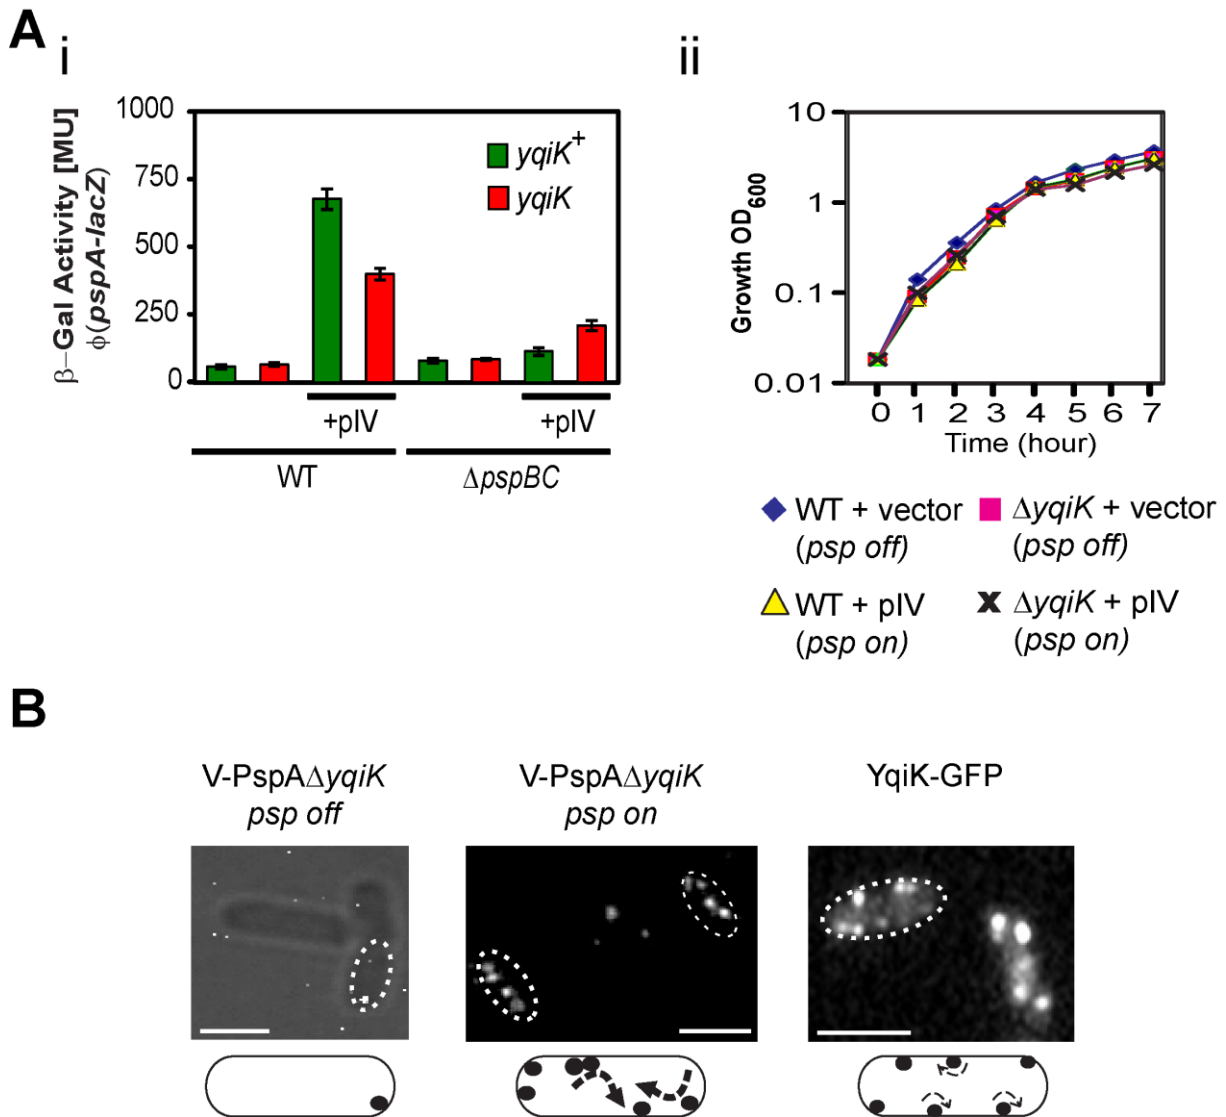 A
i
β–Gal Activity [MU]
ϕ(pspA-lacZ)
1000
750
500
250
0
yqiK+
yqiK
+pIV
+pIV
WT
ΔpspBC
ii
Growth OD600
10
1
0.1
0.01
0 1 2 3 4 5 6 7
Time (hour)
WT + vector
(psp off)
ΔyqiK + vector
(psp off)
WT + pIV
(psp on)
ΔyqiK + pIV
(psp on)
B
V-PspAΔyqiK
psp off
V-PspAΔyqiK
psp on
YqiK-GFP